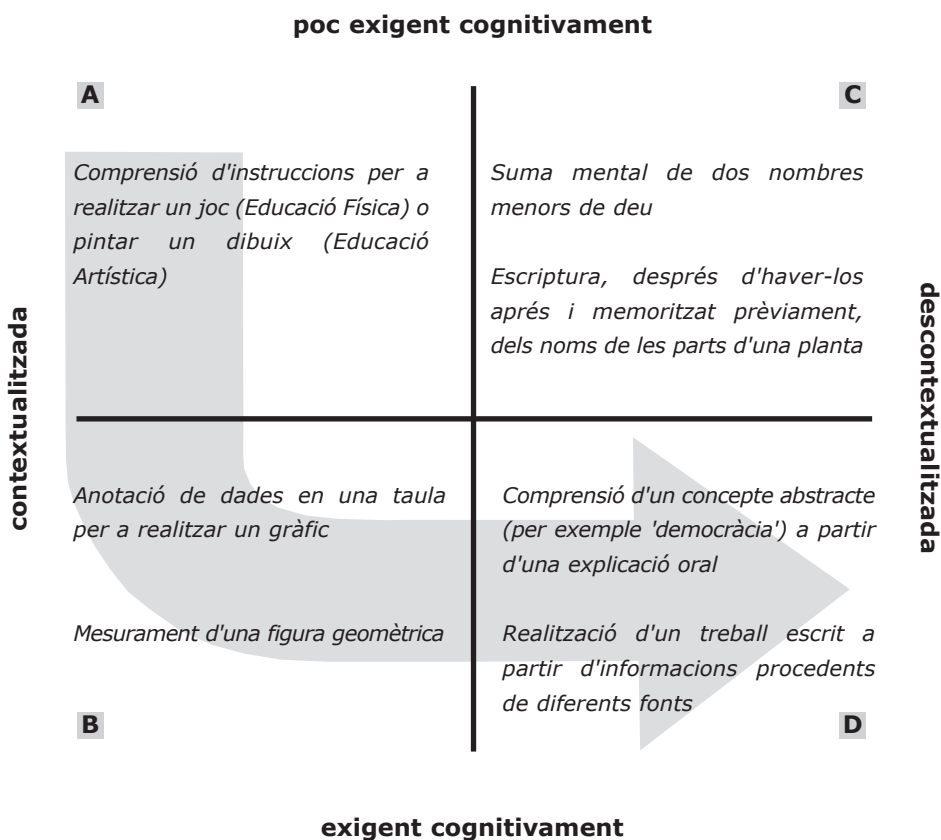 poc exigent cognitivament
A
C
Comprensió d'instruccions per a
realitzar un joc (Educació Física) o
pintar un dibuix (Educació
Artística)
Suma mental de dos nombres
menors de deu
Escriptura, després d'haver-los
aprés i memoritzat prèviament,
dels noms de les parts d'una planta
contextualitzada
descontextualitzada
Anotació de dades en una taula
per a realitzar un gràfic
Mesurament d'una figura geomètrica
Comprensió d'un concepte abstracte
(per exemple 'democràcia') a partir
d'una explicació oral
Realització d'un treball escrit a
partir d'informacions procedents
de diferents fonts
B
D
exigent cognitivament